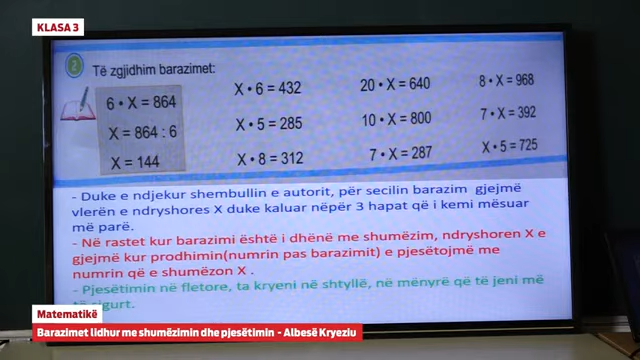 KLASA 3
2
Të zgjidhim barazimet:
6 • X = 864
X = 864 : 6
X = 144
X • 6 = 432
X • 5 = 285
X • 8 = 312
20 • X = 640
10 • X = 800
7 • X = 287
8 • X = 968
7 • X = 392
X • 5 = 725
- Duke e ndjekur shembullin e autorit, për secilin barazim gjejmë
vlerën e ndryshores X duke kaluar nëpër 3 hapat që i kemi mësuar
më parë.
- Në rastet kur barazimi është i dhënë me shumëzim, ndryshoren X e
gjejmë kur prodhimin(numrin pas barazimit) e pjesëtojmë me
numrin që e shumëzon X .
- Pjesëtimin në fletore, ta kryeni në shtyllë, në mënyrë që të jeni më
të sigurt.
Matematikë
Barazimet lidhur me shumëzimin dhe pjesëtimin - Albesë Kryeziu